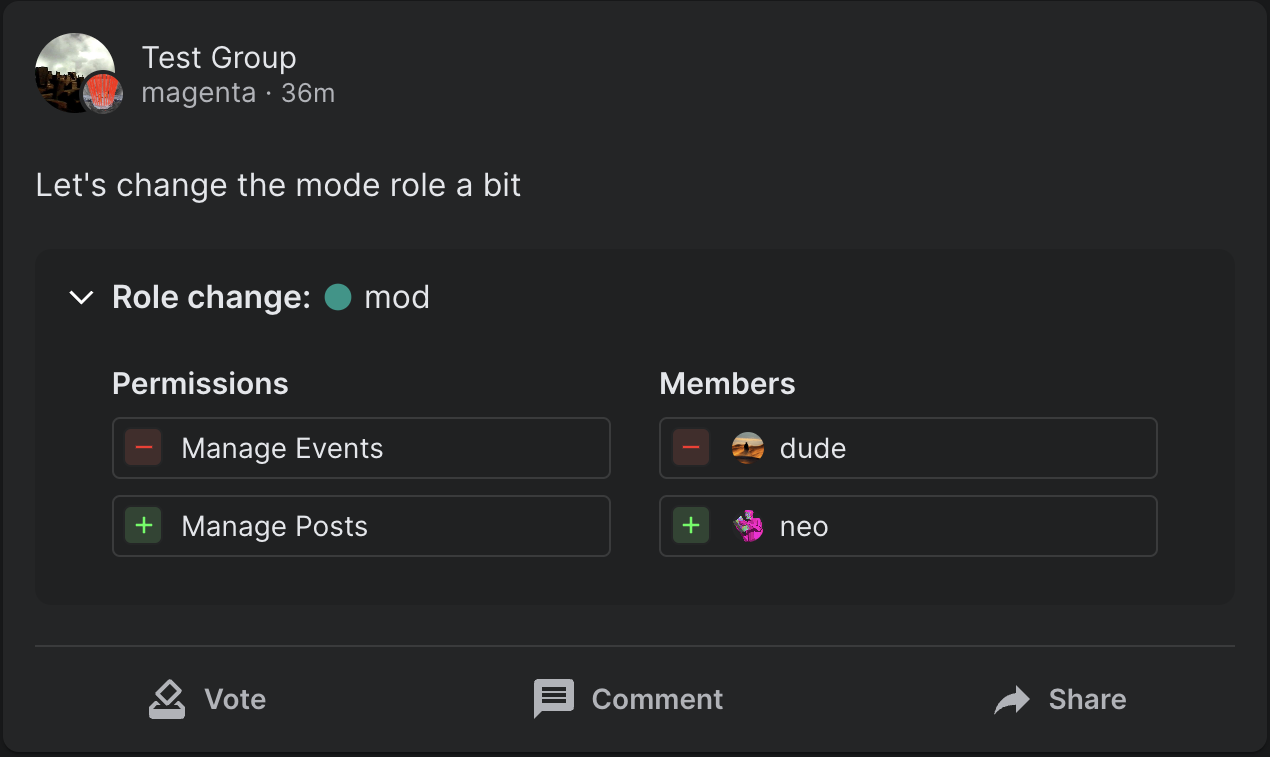 Test Group
magenta · 36m
Let's change the mode role a bit
Role change: mod
Permissions
Manage Events
Manage Posts
Members
dude
neo
Vote
Comment
Share